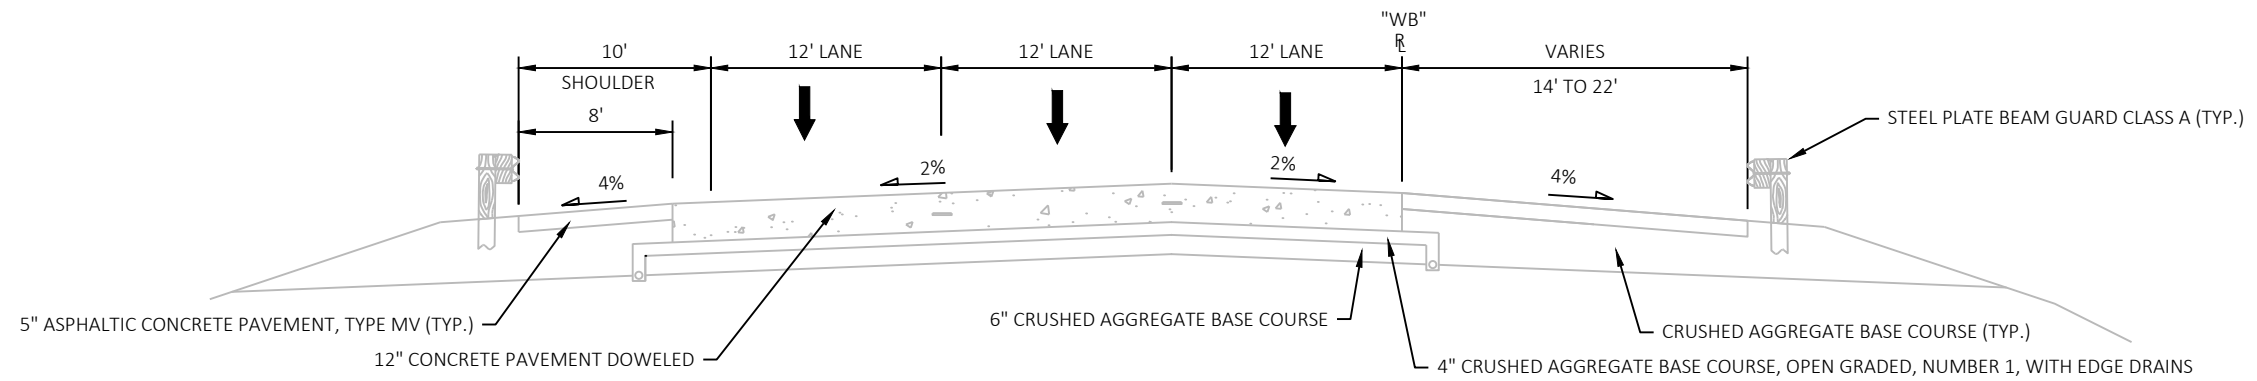 "WB"
R
L
10'
12' LANE
12' LANE
12' LANE
VARIES
SHOULDER
14' TO 22'
8'
STEEL PLATE BEAM GUARD CLASS A (TYP.)
4%
2%
2%
4%
5" ASPHALTIC CONCRETE PAVEMENT, TYPE MV (TYP.)
6" CRUSHED AGGREGATE BASE COURSE
CRUSHED AGGREGATE BASE COURSE (TYP.)
12" CONCRETE PAVEMENT DOWELED
4" CRUSHED AGGREGATE BASE COURSE, OPEN GRADED, NUMBER 1, WITH EDGE DRAINS